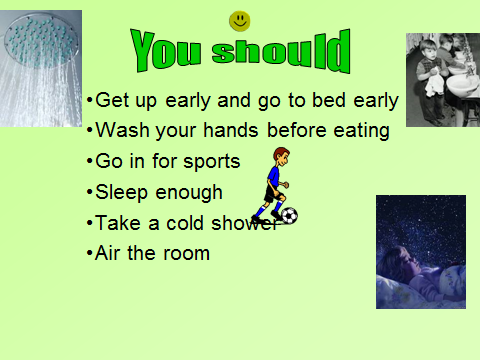 You should
•Get up early and go to bed early
•Wash your hands before eating
•Go in for sports
•Sleep enough
•Take a cold shower
•Air the room